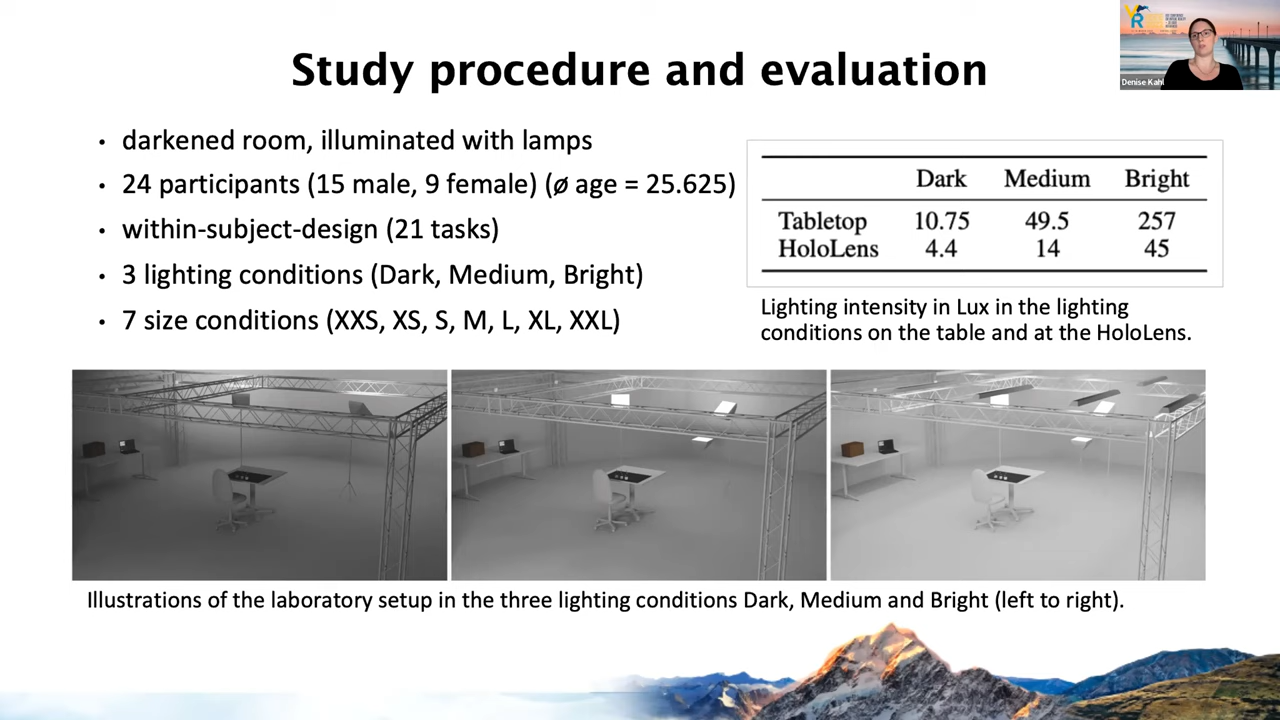 Study procedure and evaluation
• darkened room, illuminated with lamps
• 24 participants (15 male, 9 female) (ø age = 25.625)
• within-subject-design (21 tasks)
• 3 lighting conditions (Dark, Medium, Bright)
• 7 size conditions (XXS, XS, S, M, L, XL, XXL)
Dark Medium Bright
Tabletop 10.75 49.5 257
HoloLens 4.4 14 45
Lighting intensity in Lux in the lighting
conditions on the table and at the HoloLens.
Illustrations of the laboratory setup in the three lighting conditions Dark, Medium and Bright (left to right).
VR
Denise Kahl